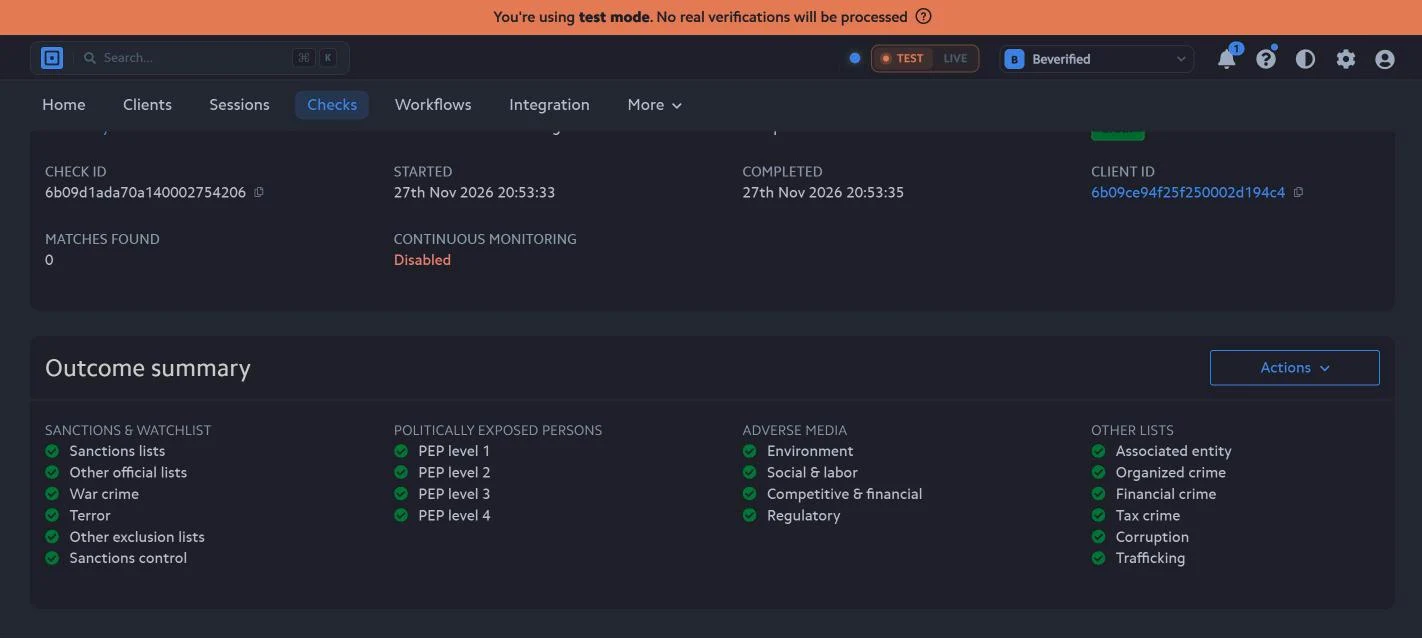 You're using test mode. No real verifications will be processed ?
Search... ⌘ K
TEST LIVE
B Beverified
1
Home Clients Sessions Checks Workflows Integration More
CHECK ID STARTED COMPLETED CLIENT ID
6b09d1ada70a140002754206 27th Nov 2026 20:53:33 27th Nov 2026 20:53:35 6b09ce94f25f250002d194c4
MATCHES FOUND CONTINUOUS MONITORING
0 Disabled
Outcome summary Actions
SANCTIONS & WATCHLIST
Sanctions lists
Other official lists
War crime
Terror
Other exclusion lists
Sanctions control
POLITICALLY EXPOSED PERSONS
PEP level 1
PEP level 2
PEP level 3
PEP level 4
ADVERSE MEDIA
Environment
Social & labor
Competitive & financial
Regulatory
OTHER LISTS
Associated entity
Organized crime
Financial crime
Tax crime
Corruption
Trafficking